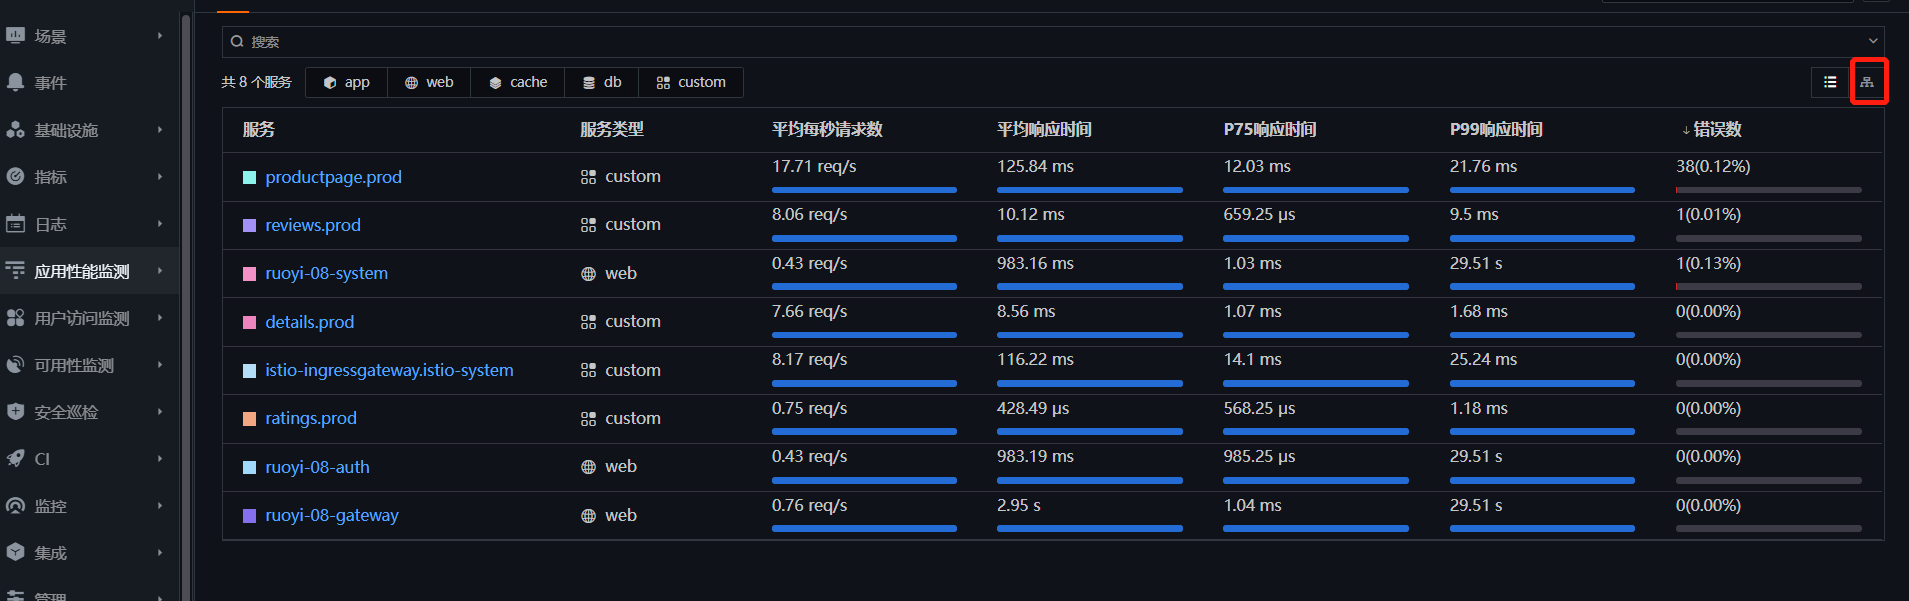 场景
事件
基础设施
指标
日志
应用性能监测
用户访问监测
可用性监测
安全巡检
CI
监控
集成
管理
搜索
共 8 个服务 app web cache db custom
服务 服务类型 平均每秒请求数 平均响应时间 P75响应时间 P99响应时间 ↓错误数
productpage.prod custom 17.71 req/s 125.84 ms 12.03 ms 21.76 ms 38(0.12%)
reviews.prod custom 8.06 req/s 10.12 ms 659.25 µs 9.5 ms 1(0.01%)
ruoyi-08-system web 0.43 req/s 983.16 ms 1.03 ms 29.51 s 1(0.13%)
details.prod custom 7.66 req/s 8.56 ms 1.07 ms 1.68 ms 0(0.00%)
istio-ingressgateway.istio-system custom 8.17 req/s 116.22 ms 14.1 ms 25.24 ms 0(0.00%)
ratings.prod custom 0.75 req/s 428.49 µs 568.25 µs 1.18 ms 0(0.00%)
ruoyi-08-auth web 0.43 req/s 983.19 ms 985.25 µs 29.51 s 0(0.00%)
ruoyi-08-gateway web 0.76 req/s 2.95 s 1.04 ms 29.51 s 0(0.00%)